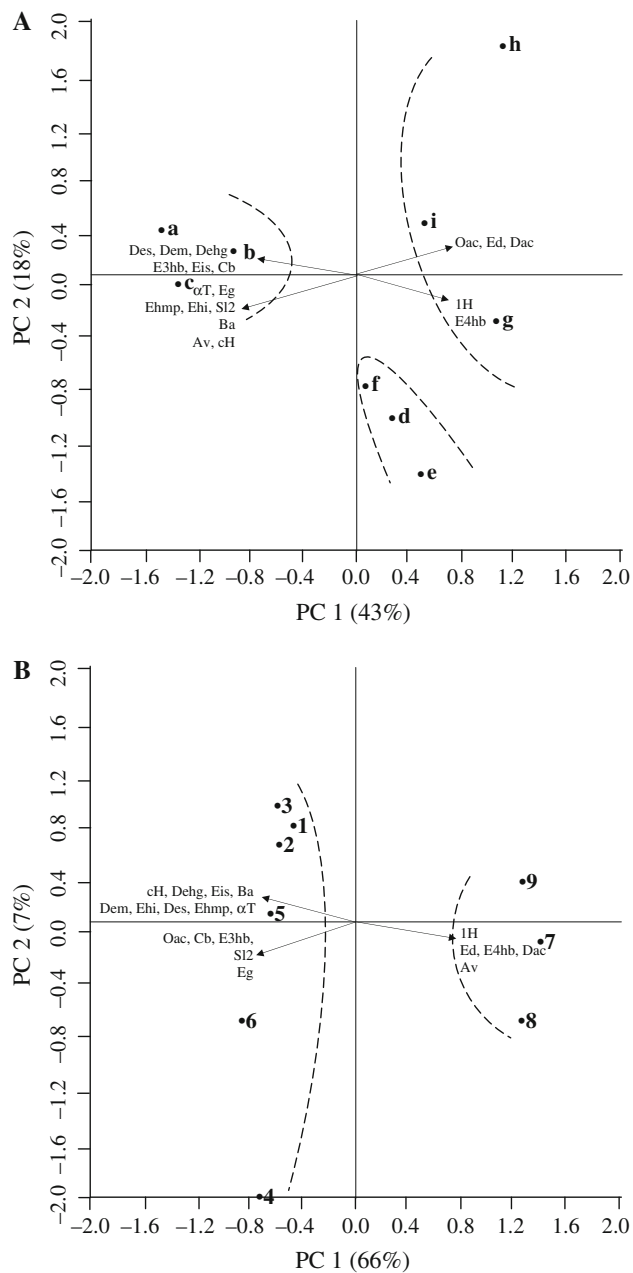 A
PC 2 (18%)
2.0
1.6
1.2
0.8
0.4
0.0
−0.4
−0.8
−1.2
−1.6
−2.0
h
a
i
b
Des, Dem, Dehg
E3hb, Eis, Cb
Oac, Ed, Dac
c
αT, Eg
Ehmp, Ehi, Sl2
Ba
Av, cH
1H
E4hb
g
f
d
e
−2.0 −1.6 −1.2 −0.8 −0.4 0.0 0.4 0.8 1.2 1.6 2.0
PC 1 (43%)
B
PC 2 (7%)
2.0
1.6
1.2
0.8
0.4
0.0
−0.4
−0.8
−1.2
−1.6
−2.0
3
1
2
9
cH, Dehg, Eis, Ba
Dem, Ehi, Des, Ehmp, αT
5
Oac, Cb, E3hb,
Sl2
Eg
1H
Ed, E4hb, Dac
Av
7
6
8
4
−2.0 −1.6 −1.2 −0.8 −0.4 0.0 0.4 0.8 1.2 1.6 2.0
PC 1 (66%)